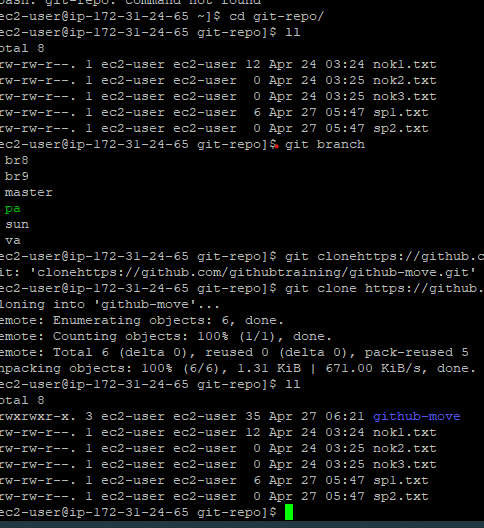 bash: git-repo: command not found
ec2-user@ip-172-31-24-65 ~]$ cd git-repo/
ec2-user@ip-172-31-24-65 git-repo]$ ll
otal 8
rw-rw-r--. 1 ec2-user ec2-user 12 Apr 24 03:24 nok1.txt
rw-rw-r--. 1 ec2-user ec2-user 0 Apr 24 03:25 nok2.txt
rw-rw-r--. 1 ec2-user ec2-user 0 Apr 24 03:25 nok3.txt
rw-rw-r--. 1 ec2-user ec2-user 6 Apr 27 05:47 sp1.txt
rw-rw-r--. 1 ec2-user ec2-user 0 Apr 27 05:47 sp2.txt
ec2-user@ip-172-31-24-65 git-repo]$ git branch
br8
br9
master
pa
sun
va
ec2-user@ip-172-31-24-65 git-repo]$ git clonehttps://github.c
it: 'clonehttps://github.com/githubtraining/github-move.git'
ec2-user@ip-172-31-24-65 git-repo]$ git clone https://github.
loning into 'github-move'...
emote: Enumerating objects: 6, done.
emote: Counting objects: 100% (1/1), done.
emote: Total 6 (delta 0), reused 0 (delta 0), pack-reused 5
npacking objects: 100% (6/6), 1.31 KiB | 671.00 KiB/s, done.
ec2-user@ip-172-31-24-65 git-repo]$ ll
otal 8
rwxrwxr-x. 3 ec2-user ec2-user 35 Apr 27 06:21 github-move
rw-rw-r--. 1 ec2-user ec2-user 12 Apr 24 03:24 nok1.txt
rw-rw-r--. 1 ec2-user ec2-user 0 Apr 24 03:25 nok2.txt
rw-rw-r--. 1 ec2-user ec2-user 0 Apr 24 03:25 nok3.txt
rw-rw-r--. 1 ec2-user ec2-user 6 Apr 27 05:47 sp1.txt
rw-rw-r--. 1 ec2-user ec2-user 0 Apr 27 05:47 sp2.txt
ec2-user@ip-172-31-24-65 git-repo]$